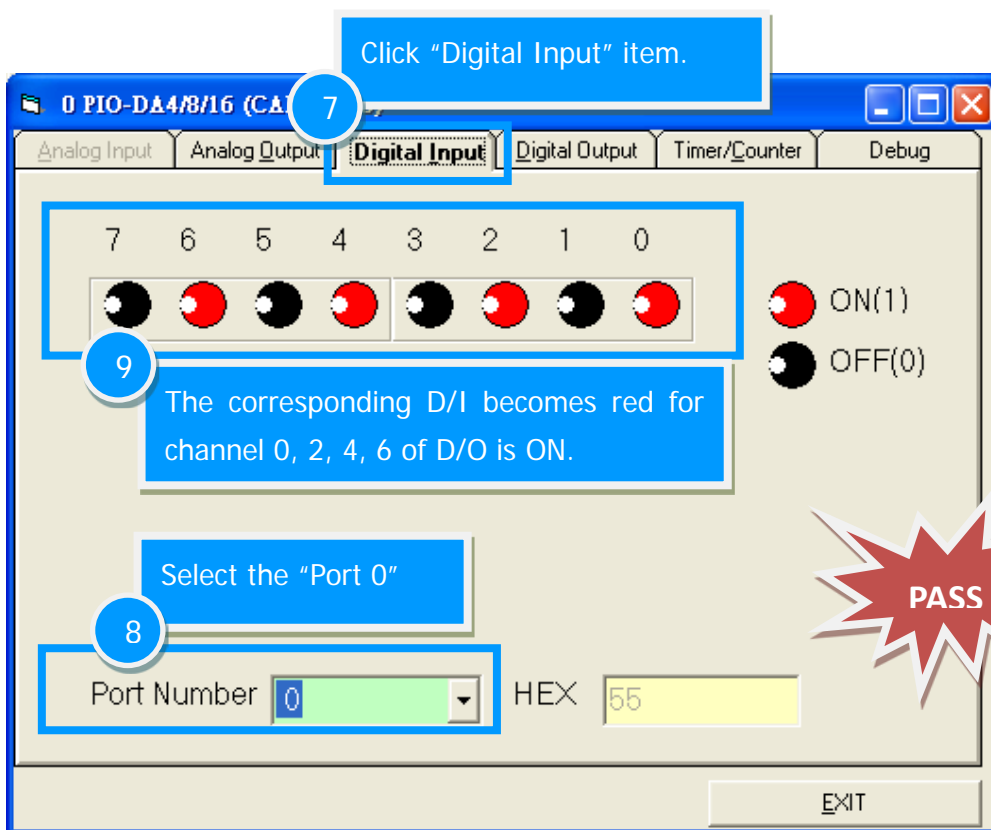 Click “Digital Input” item.
0 PIO-DA4/8/16
7
Analog Input Analog Output Digital Input Digital Output Timer/Counter Debug
7 6 5 4 3 2 1 0
ON(1)
OFF(0)
9
The corresponding D/I becomes red for
channel 0, 2, 4, 6 of D/O is ON.
Select the “Port 0”
PASS
8
Port Number 0 HEX 55
EXIT